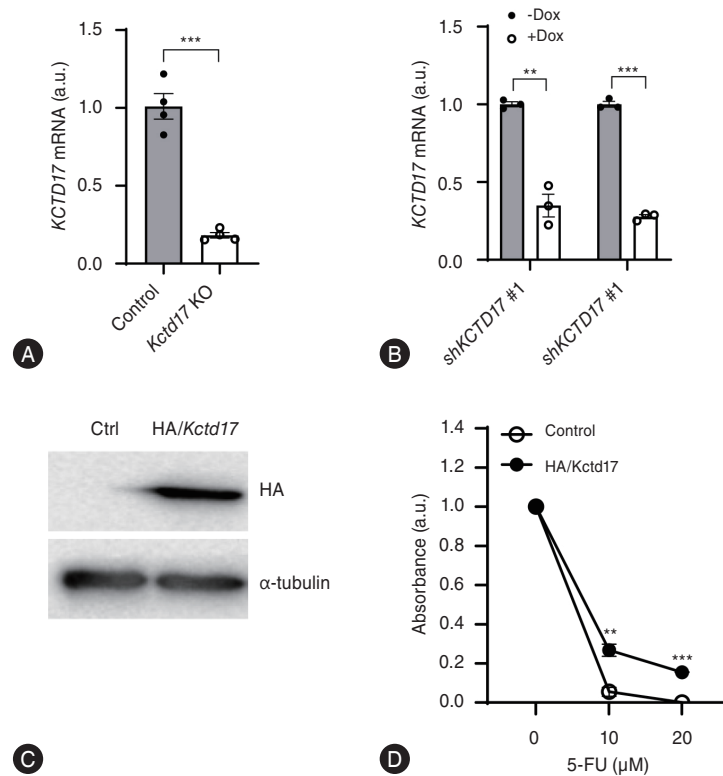 1.5
1.0
0.5
0.0
KCTD17 mRNA (a.u.)
***
Control
Kctd17 KO
A
-Dox
+Dox
1.5
1.0
0.5
0.0
KCTD17 mRNA (a.u.)
**
***
shKCTD17 #1
shKCTD17 #1
B
Ctrl
HA/Kctd17
HA
α-tubulin
C
1.4
1.2
1.0
0.8
0.6
0.4
0.2
0.0
Absorbance (a.u.)
Control
HA/Kctd17
**
***
0
10
20
5-FU (μM)
D